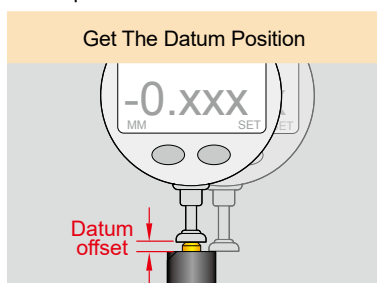 Get The Datum Position
-0.xxx
MM SET
Datum
offset